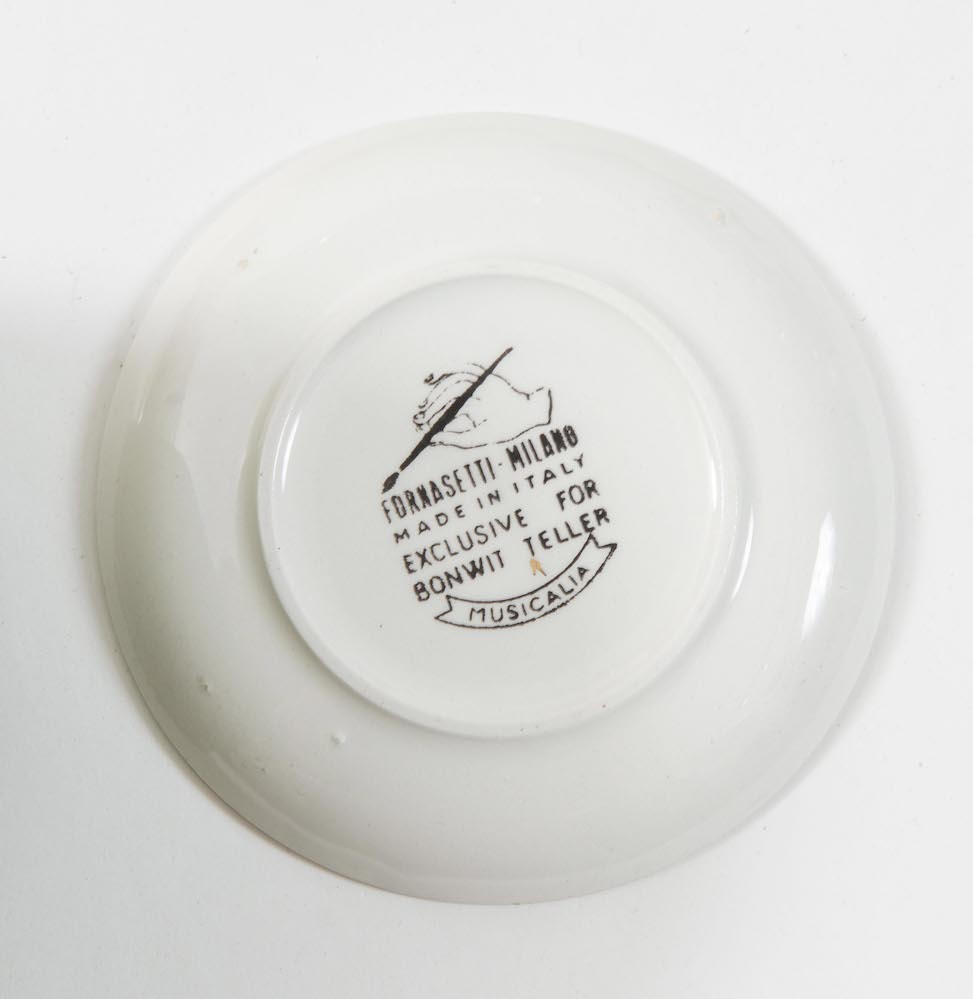 FORNASETTI-MILANO
MADE IN ITALY
EXCLUSIVE FOR
BONWIT TELLER
MUSICALIA